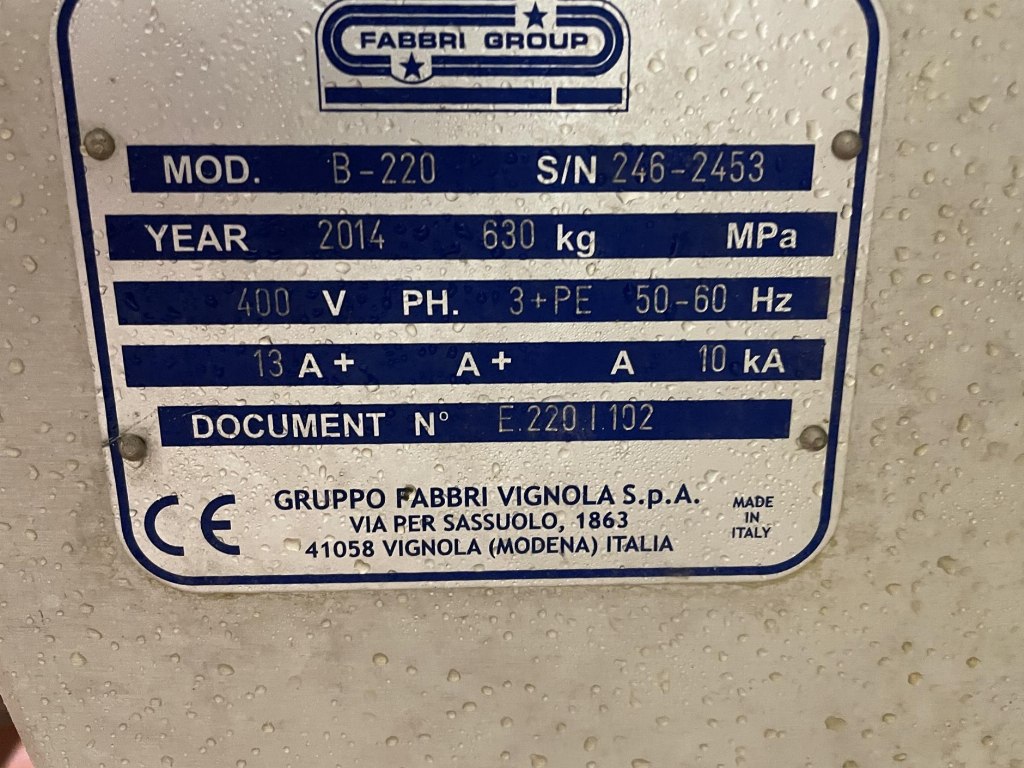 FABBRI GROUP
MOD. B-220 S/N 246-2453
YEAR 2014 630 kg MPa
400 V PH. 3+PE 50-60 Hz
13 A+ A+ A 10 kA
DOCUMENT N° E.220.I.192
CE GRUPPO FABBRI VIGNOLA S.p.A.
VIA PER SASSUOLO, 1863
41058 VIGNOLA (MODENA) ITALIA
MADE
IN
ITALY